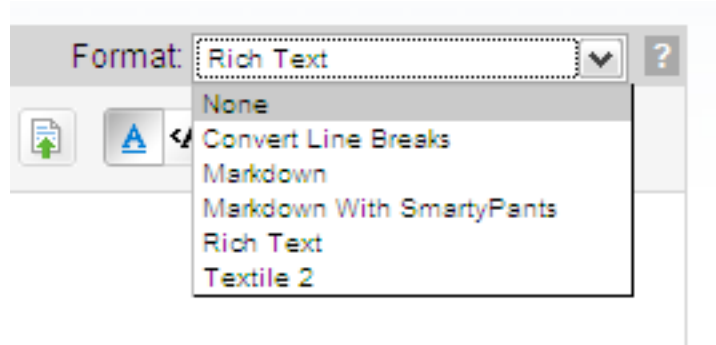 Format: Rich Text ?
None
A <A Convert Line Breaks
Markdown
Markdown With SmartyPants
Rich Text
Textile 2